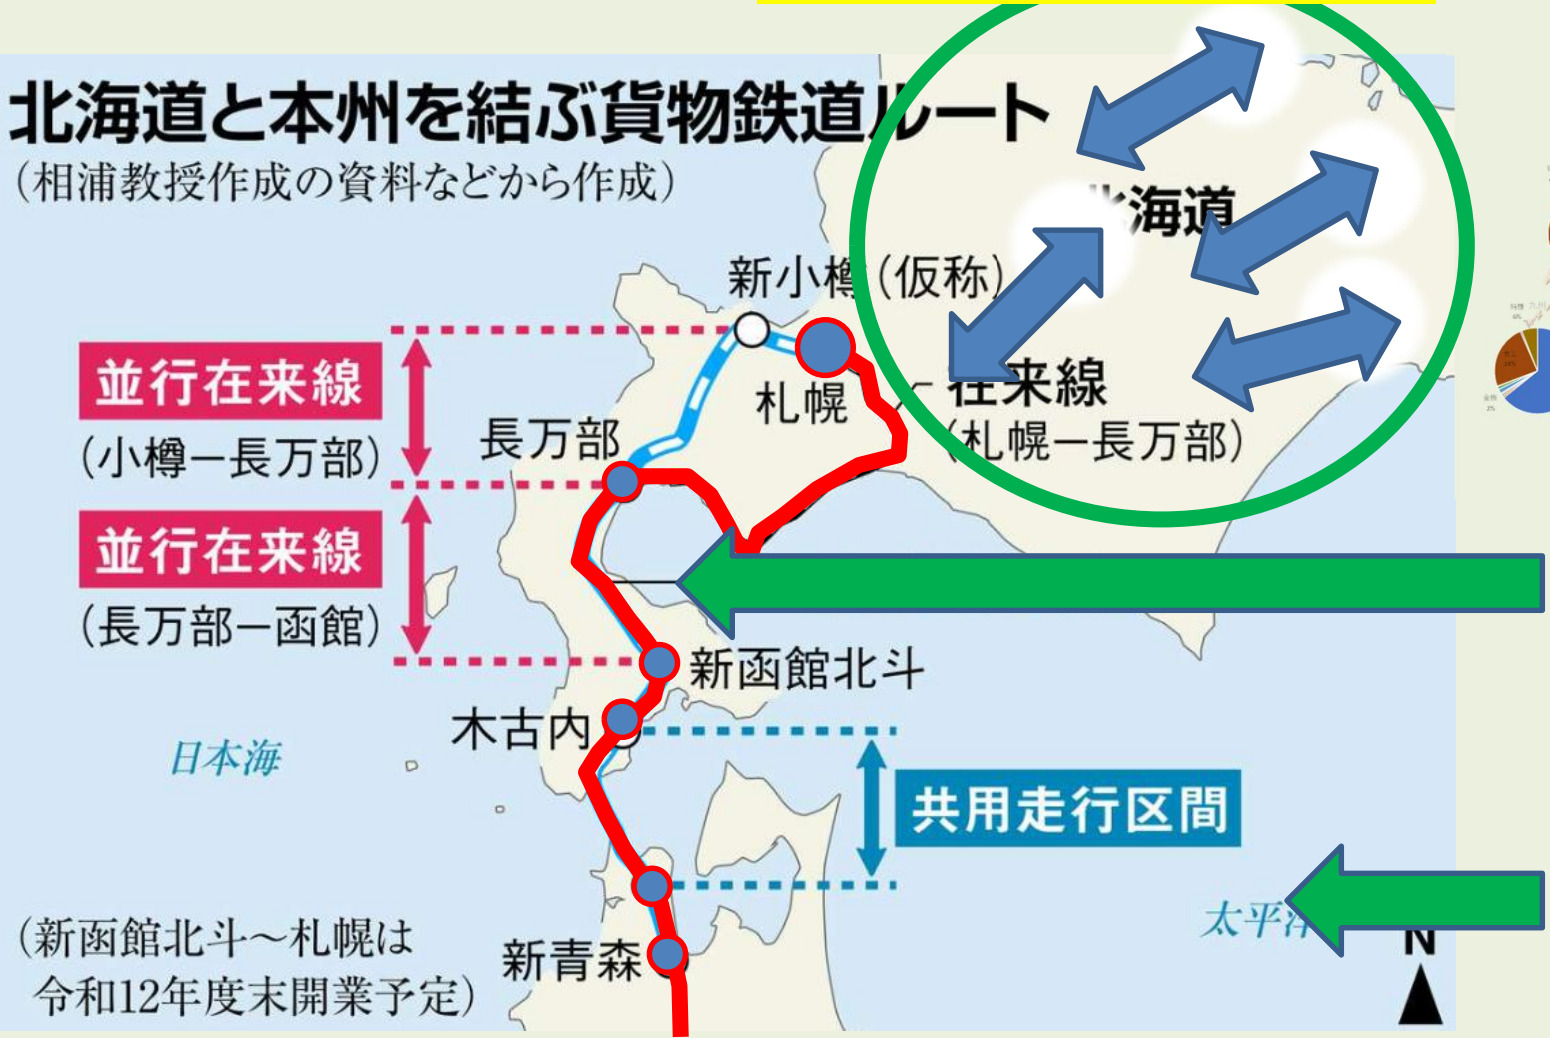 北海道と本州を結ぶ貨物鉄道ルート
（相浦教授作成の資料などから作成）
海道
新小樽（仮称）
並行在来線
（小樽ー長万部）
長万部
札幌
在来線
（札幌ー長万部）
並行在来線
（長万部ー函館）
新函館北斗
木古内
日本海
共用走行区間
太平洋
（新函館北斗～札幌は
令和12年度末開業予定）
新青森
N